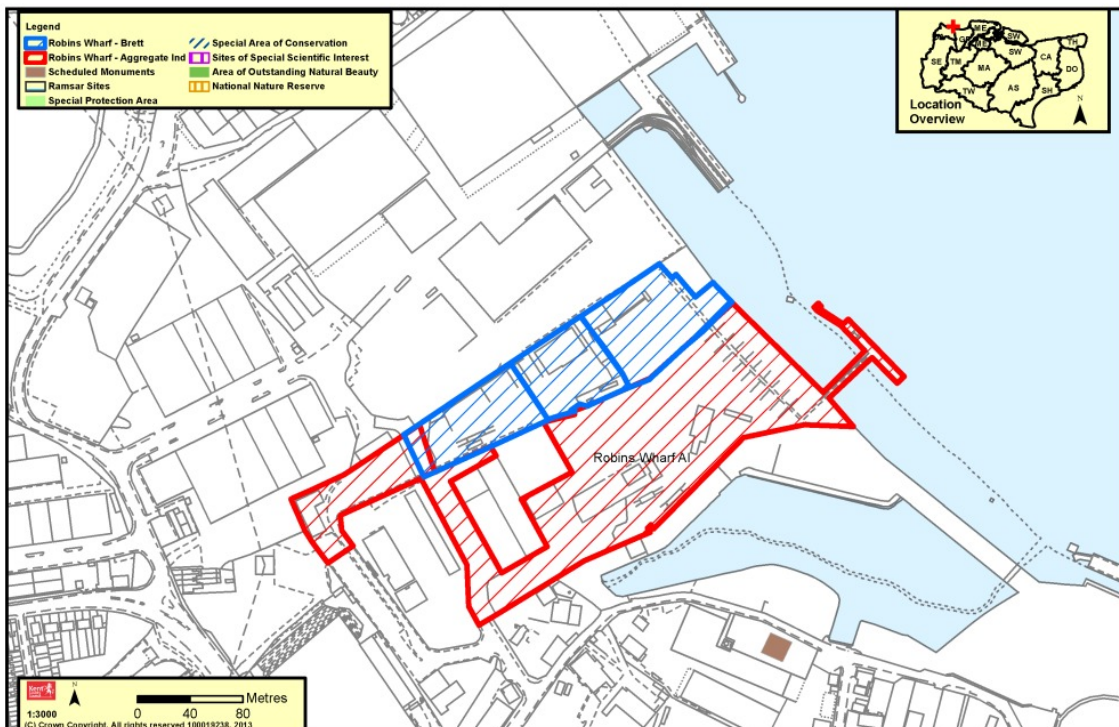 Legend
Robins Wharf - Brett
Robins Wharf - Aggregate Ind
Scheduled Monuments
Ramsar Sites
Special Protection Area
Special Area of Conservation
Sites of Special Scientific Interest
Area of Outstanding Natural Beauty
National Nature Reserve
ME
SW
TH
SW
CA
SE
TM
MA
DO
TW
AS
SH
Location
Overview
N
Robins Wharf AI
Kent
N
Metres
1:3000
0 40 80
(C) Crown Copyright. All rights reserved 100019238, 2013